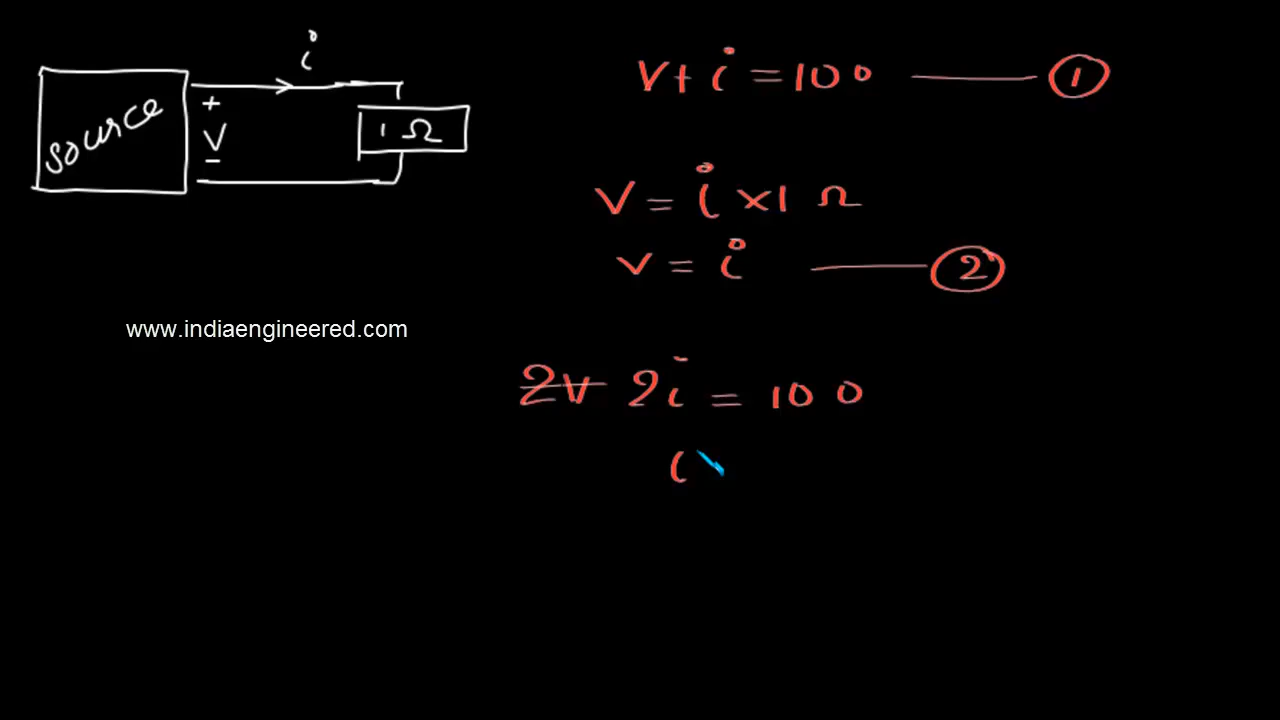 i
source
+
V
−
1 Ω
V + i = 100 ——— ①
V = i × 1 Ω
V = i ——— ②
www.indiaengineered.com
2V 2i = 100
(